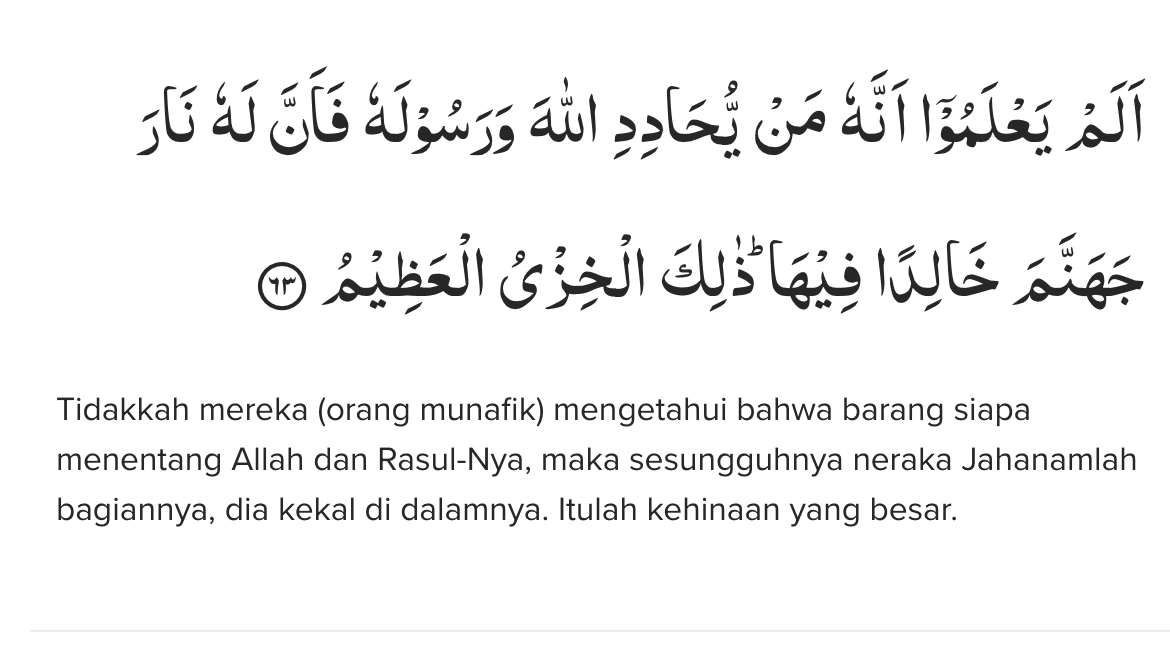 اَلَمْ يَعْلَمُوْٓا اَنَّهٗ مَنْ يُّحَادِدِ اللّٰهَ وَرَسُوْلَهٗ فَاَنَّ لَهٗ نَارَ
جَهَنَّمَ خَالِدًا فِيْهَاۗ ذٰلِكَ الْخِزْيُ الْعَظِيْمُ ٦٣
Tidakkah mereka (orang munafik) mengetahui bahwa barang siapa
menentang Allah dan Rasul-Nya, maka sesungguhnya neraka Jahanamlah
bagiannya, dia kekal di dalamnya. Itulah kehinaan yang besar.